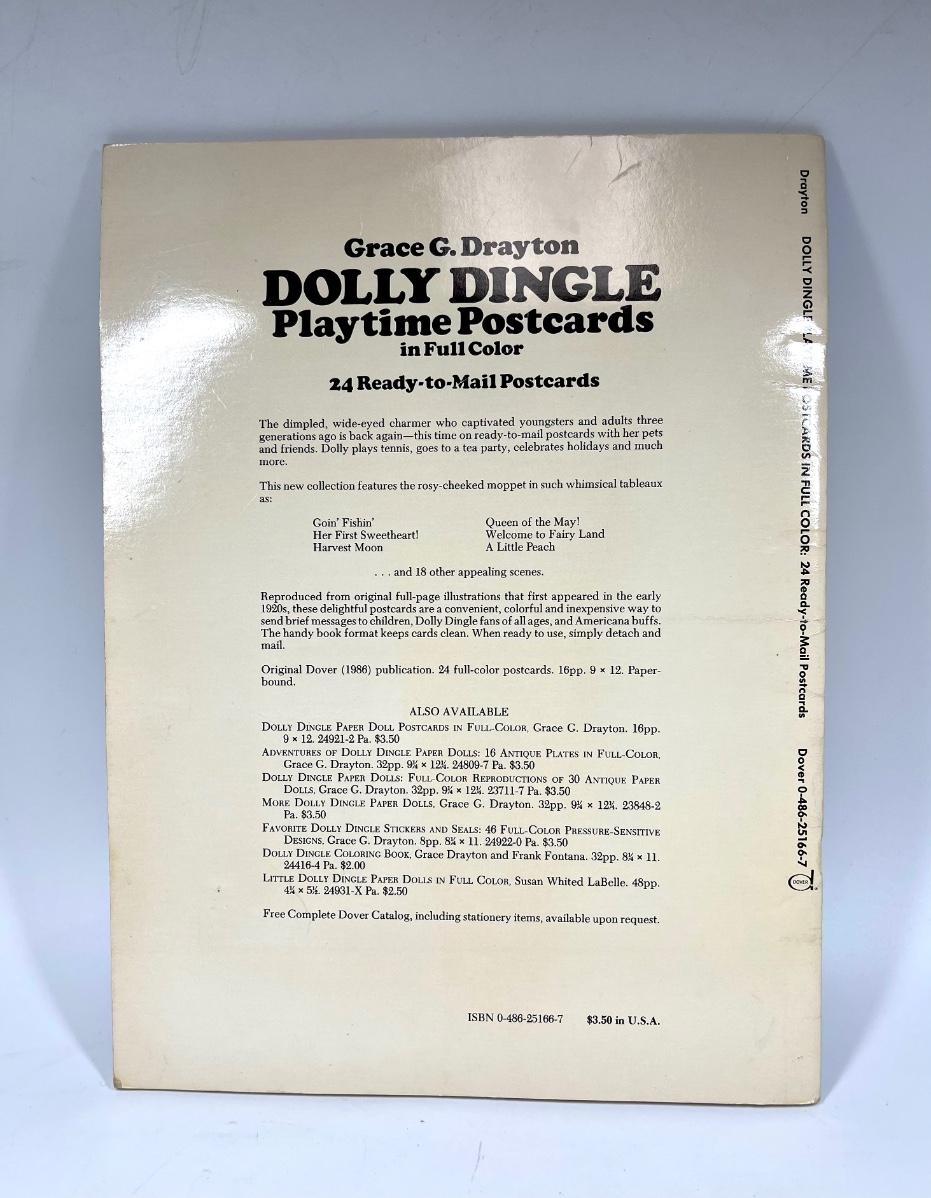 Grace G. Drayton
DOLLY DINGLE
Playtime Postcards
in Full Color
24 Ready-to-Mail Postcards
The dimpled, wide-eyed charmer who captivated youngsters and adults three
generations ago is back again—this time on ready-to-mail postcards with her pets
and friends. Dolly plays tennis, goes to a tea party, celebrates holidays and much
more.
This new collection features the rosy-cheeked moppet in such whimsical tableaux
as:
Goin' Fishin'
Her First Sweetheart!
Harvest Moon
Queen of the May!
Welcome to Fairy Land
A Little Peach
. . . and 18 other appealing scenes.
Reproduced from original full-page illustrations that first appeared in the early
1920s, these delightful postcards are a convenient, colorful and inexpensive way to
send brief messages to children, Dolly Dingle fans of all ages, and Americana buffs.
The handy book format keeps cards clean. When ready to use, simply detach and
mail.
Original Dover (1986) publication. 24 full-color postcards. 16pp. 9 × 12. Paper-
bound.
ALSO AVAILABLE
DOLLY DINGLE PAPER DOLL POSTCARDS IN FULL-COLOR, Grace G. Drayton. 16pp.
9 × 12. 24921-2 Pa. $3.50
ADVENTURES OF DOLLY DINGLE PAPER DOLLS: 16 ANTIQUE PLATES IN FULL-COLOR,
Grace G. Drayton. 32pp. 9¼ × 12¼. 24809-7 Pa. $3.50
DOLLY DINGLE PAPER DOLLS: FULL-COLOR REPRODUCTIONS OF 30 ANTIQUE PAPER
DOLLS, Grace G. Drayton. 32pp. 9¼ × 12¼. 23711-7 Pa. $3.50
MORE DOLLY DINGLE PAPER DOLLS, Grace G. Drayton. 32pp. 9¼ × 12¼. 23848-2
Pa. $3.50
FAVORITE DOLLY DINGLE STICKERS AND SEALS: 46 FULL-COLOR PRESSURE-SENSITIVE
DESIGNS, Grace G. Drayton. 8pp. 8¼ × 11. 24922-0 Pa. $3.50
DOLLY DINGLE COLORING BOOK, Grace Drayton and Frank Fontana. 32pp. 8¼ × 11.
24416-4 Pa. $2.00
LITTLE DOLLY DINGLE PAPER DOLLS IN FULL COLOR, Susan Whited LaBelle. 48pp.
4¼ × 5½. 24931-X Pa. $2.50
Free Complete Dover Catalog, including stationery items, available upon request.
ISBN 0-486-25166-7 $3.50 in U.S.A.
Drayton DOLLY DINGLE POSTCARDS IN FULL COLOR: 24 Ready-to-Mail Postcards Dover 0-486-25166-7
DOVER